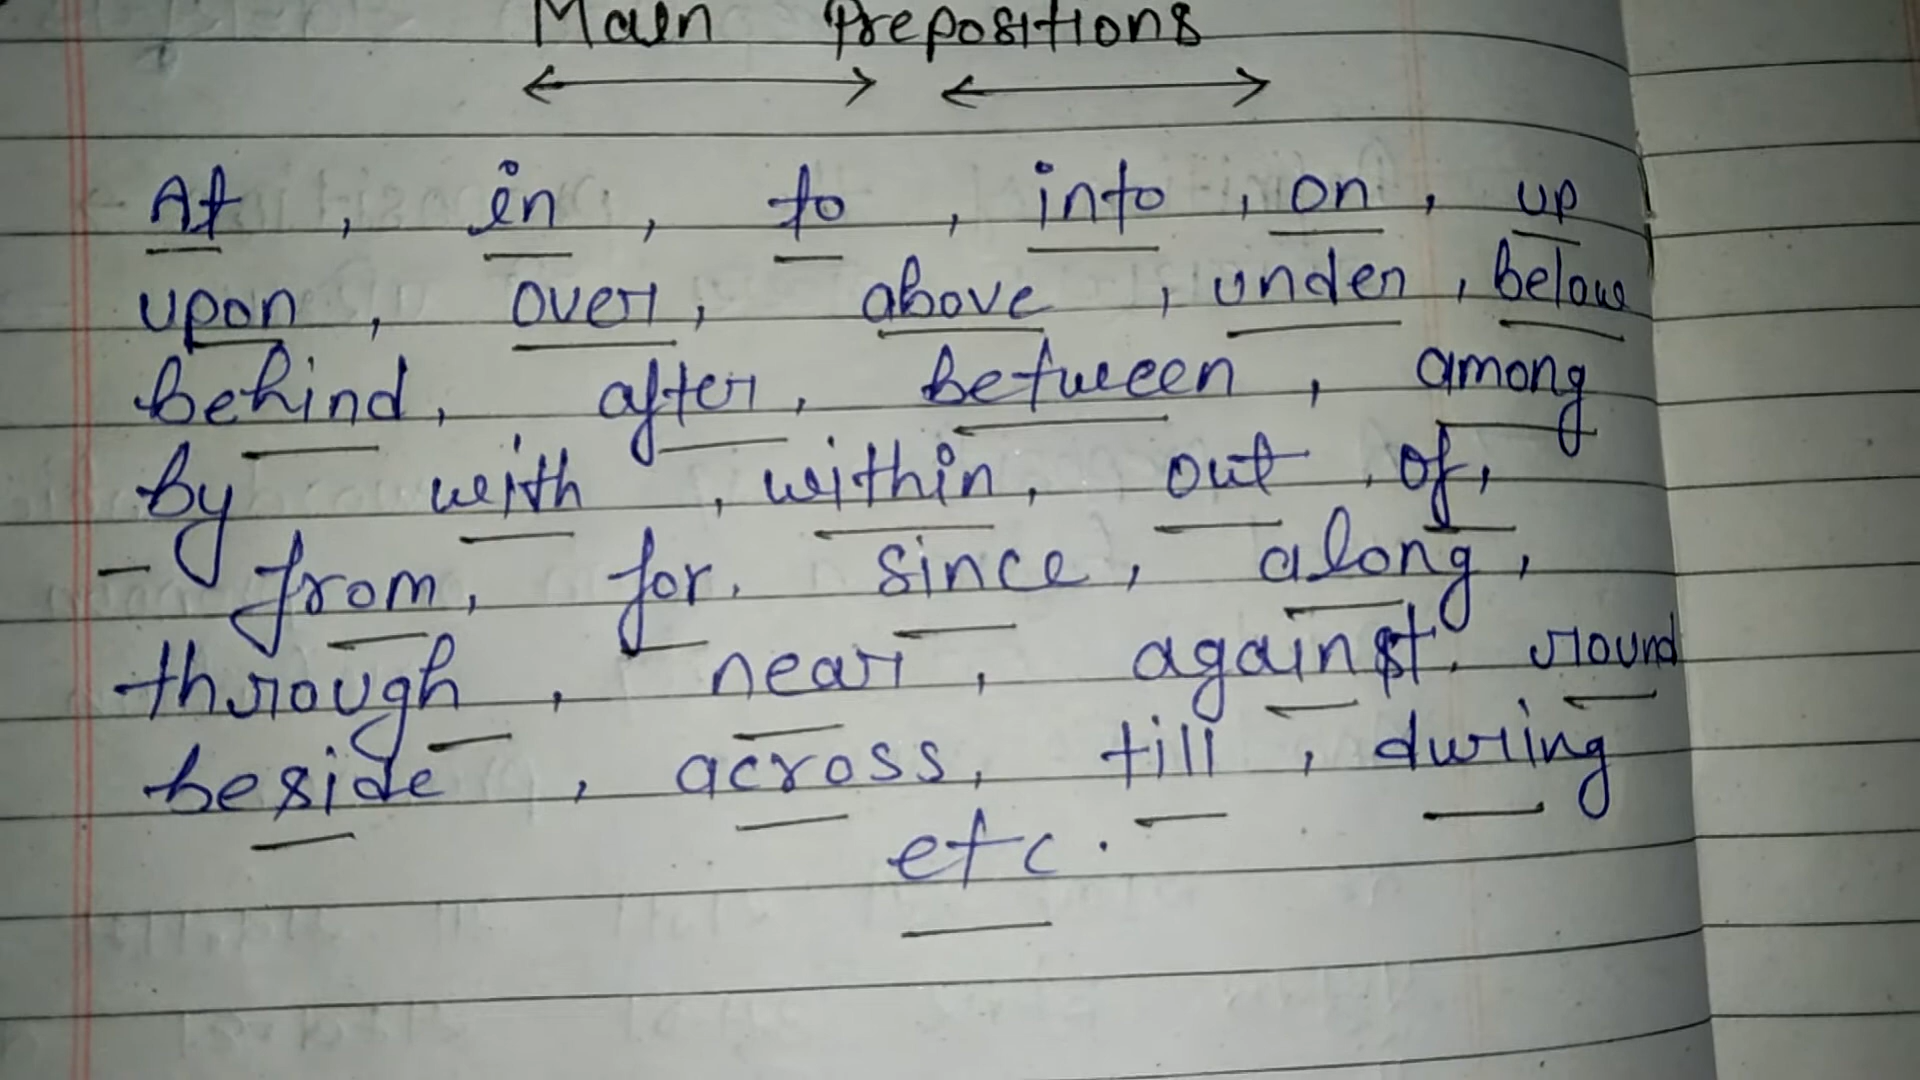 Main Prepositions
At , in , to , into , on , up
upon , over , above , under , below
behind , after , between , among
by with , within , out , of ,
from , for , since , along ,
through , near , against , round
beside , across , till , during
etc .